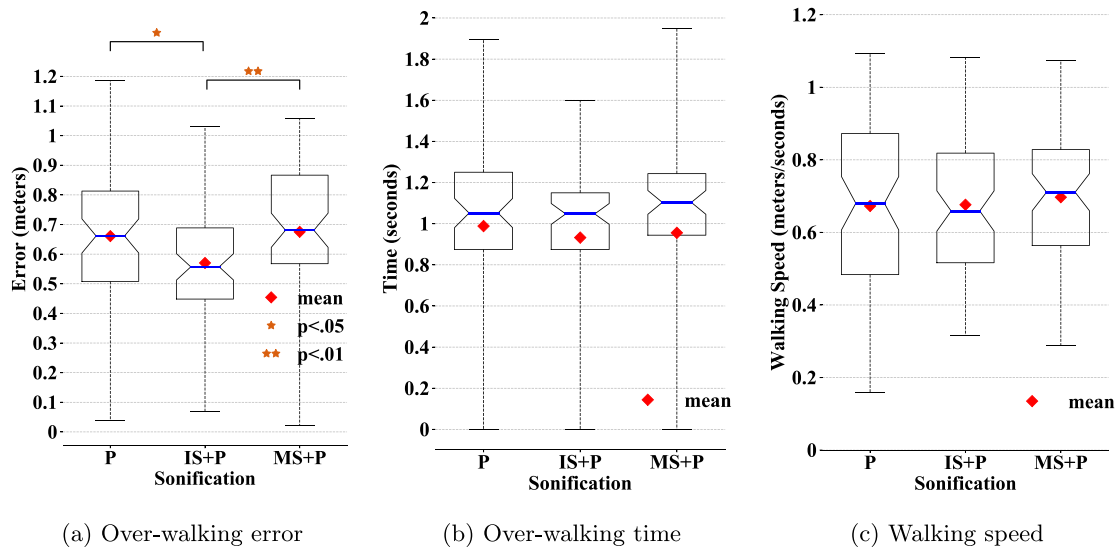 1.2
1.1
1
0.9
0.8
0.7
0.6
0.5
0.4
0.3
0.2
0.1
0
Error (meters)
mean
p<.05
p<.01
P IS+P MS+P
Sonification
(a) Over-walking error
2
1.8
1.6
1.4
1.2
1
0.8
0.6
0.4
0.2
0
Time (seconds)
mean
P IS+P MS+P
Sonification
(b) Over-walking time
1.2
1
0.8
0.6
0.4
0.2
0
Walking Speed (meters/seconds)
mean
P IS+P MS+P
Sonification
(c) Walking speed